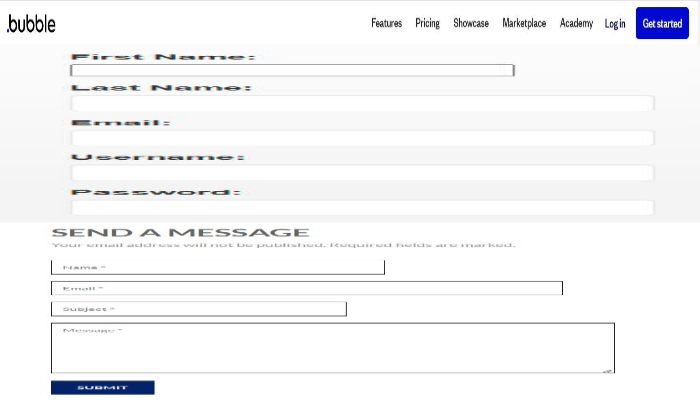 .bubble Features Pricing Showcase Marketplace Academy Log in Get started
First Name:
Last Name:
Email:
Username:
Password:
SEND A MESSAGE
Your email address will not be published. Required fields are marked.
Name *
Email *
Subject *
Message *
SUBMIT